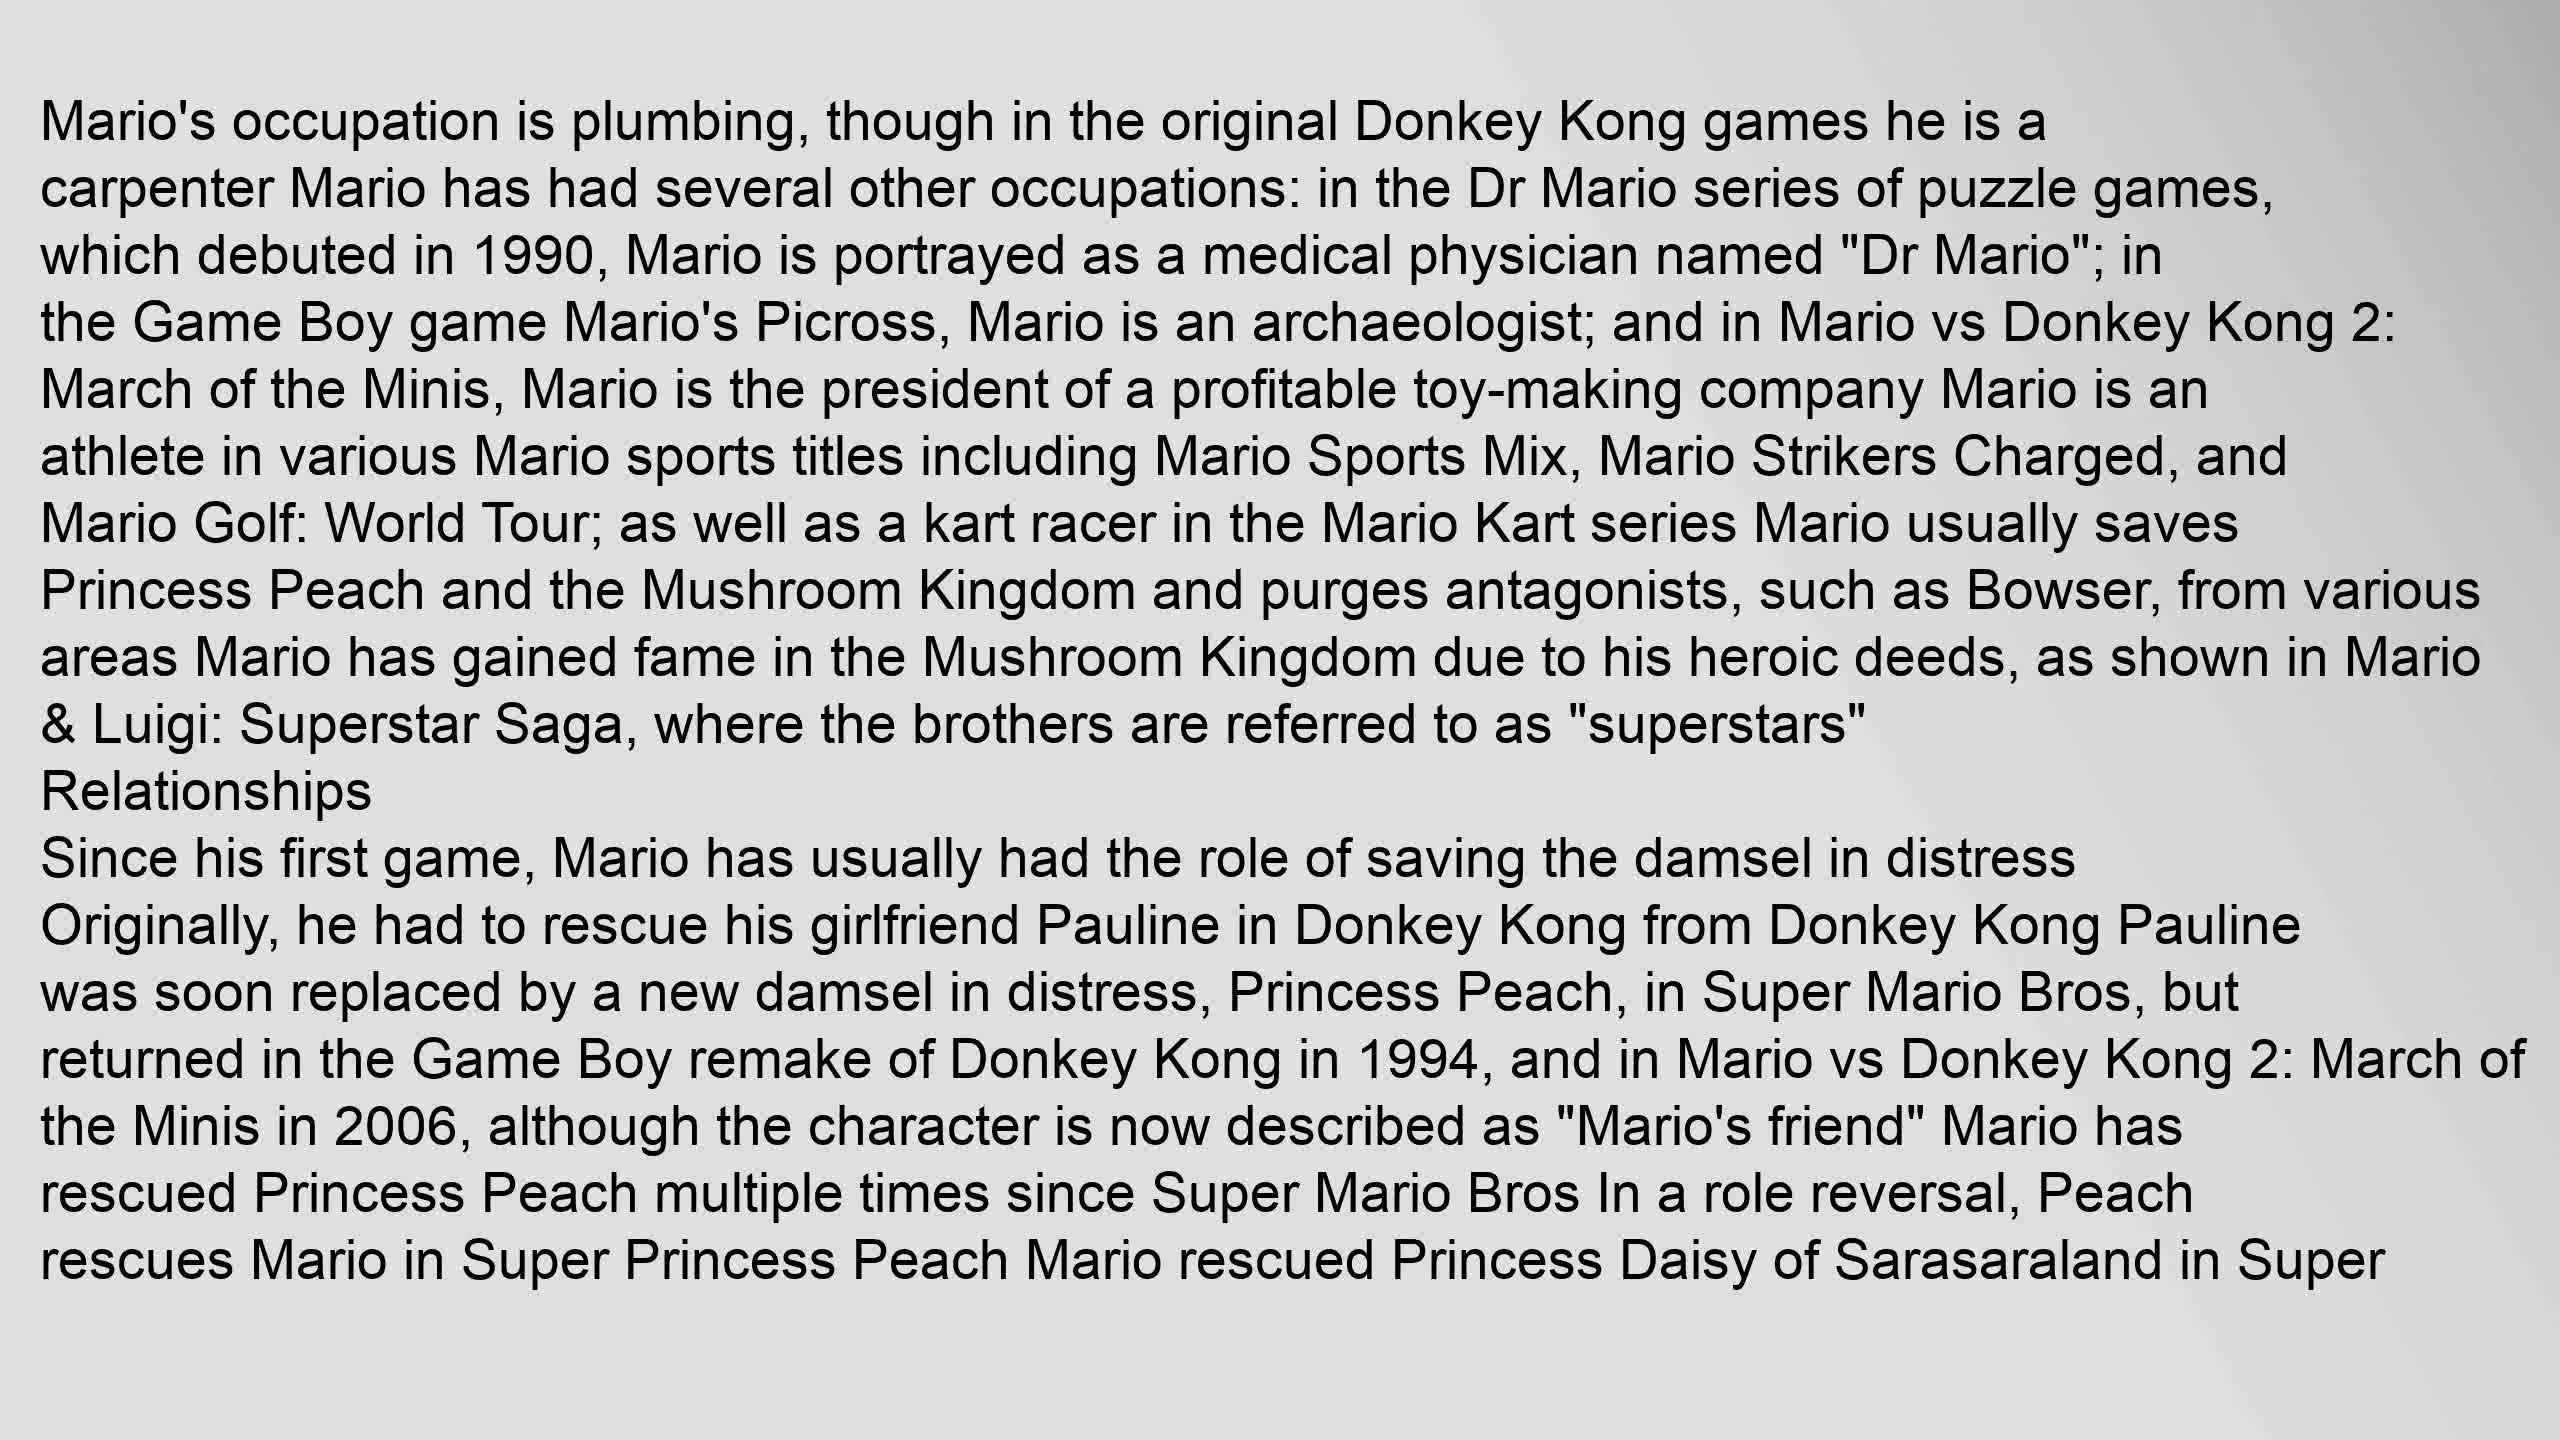 Mario's occupation is plumbing, though in the original Donkey Kong games he is a
carpenter Mario has had several other occupations: in the Dr Mario series of puzzle games,
which debuted in 1990, Mario is portrayed as a medical physician named "Dr Mario"; in
the Game Boy game Mario's Picross, Mario is an archaeologist; and in Mario vs Donkey Kong 2:
March of the Minis, Mario is the president of a profitable toy-making company Mario is an
athlete in various Mario sports titles including Mario Sports Mix, Mario Strikers Charged, and
Mario Golf: World Tour; as well as a kart racer in the Mario Kart series Mario usually saves
Princess Peach and the Mushroom Kingdom and purges antagonists, such as Bowser, from various
areas Mario has gained fame in the Mushroom Kingdom due to his heroic deeds, as shown in Mario
& Luigi: Superstar Saga, where the brothers are referred to as "superstars"
Relationships
Since his first game, Mario has usually had the role of saving the damsel in distress
Originally, he had to rescue his girlfriend Pauline in Donkey Kong from Donkey Kong Pauline
was soon replaced by a new damsel in distress, Princess Peach, in Super Mario Bros, but
returned in the Game Boy remake of Donkey Kong in 1994, and in Mario vs Donkey Kong 2: March of
the Minis in 2006, although the character is now described as "Mario's friend" Mario has
rescued Princess Peach multiple times since Super Mario Bros In a role reversal, Peach
rescues Mario in Super Princess Peach Mario rescued Princess Daisy of Sarasaraland in Super